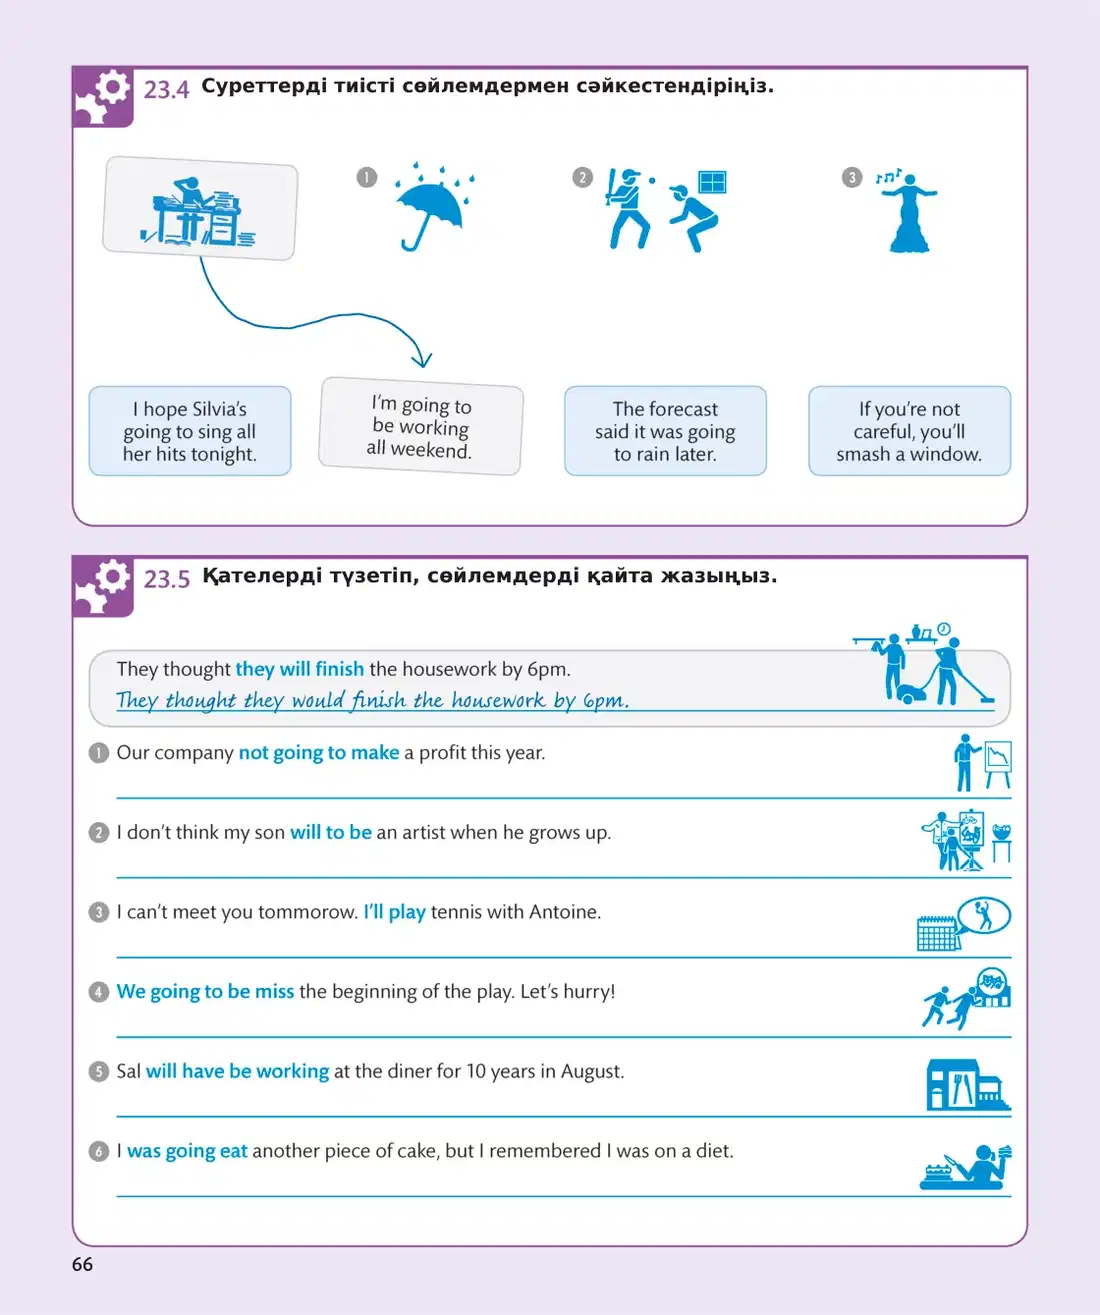 23.4 Суреттерді тиісті сөйлемдермен сәйкестендіріңіз.
1
2
3
I hope Silvia's
going to sing all
her hits tonight.
I'm going to
be working
all weekend.
The forecast
said it was going
to rain later.
If you're not
careful, you'll
smash a window.
23.5 Қателерді түзетіп, сөйлемдерді қайта жазыңыз.
They thought they will finish the housework by 6pm.
They thought they would finish the housework by 6pm.
1 Our company not going to make a profit this year.
2 I don't think my son will to be an artist when he grows up.
3 I can't meet you tommorow. I'll play tennis with Antoine.
4 We going to be miss the beginning of the play. Let's hurry!
5 Sal will have be working at the diner for 10 years in August.
6 I was going eat another piece of cake, but I remembered I was on a diet.
66